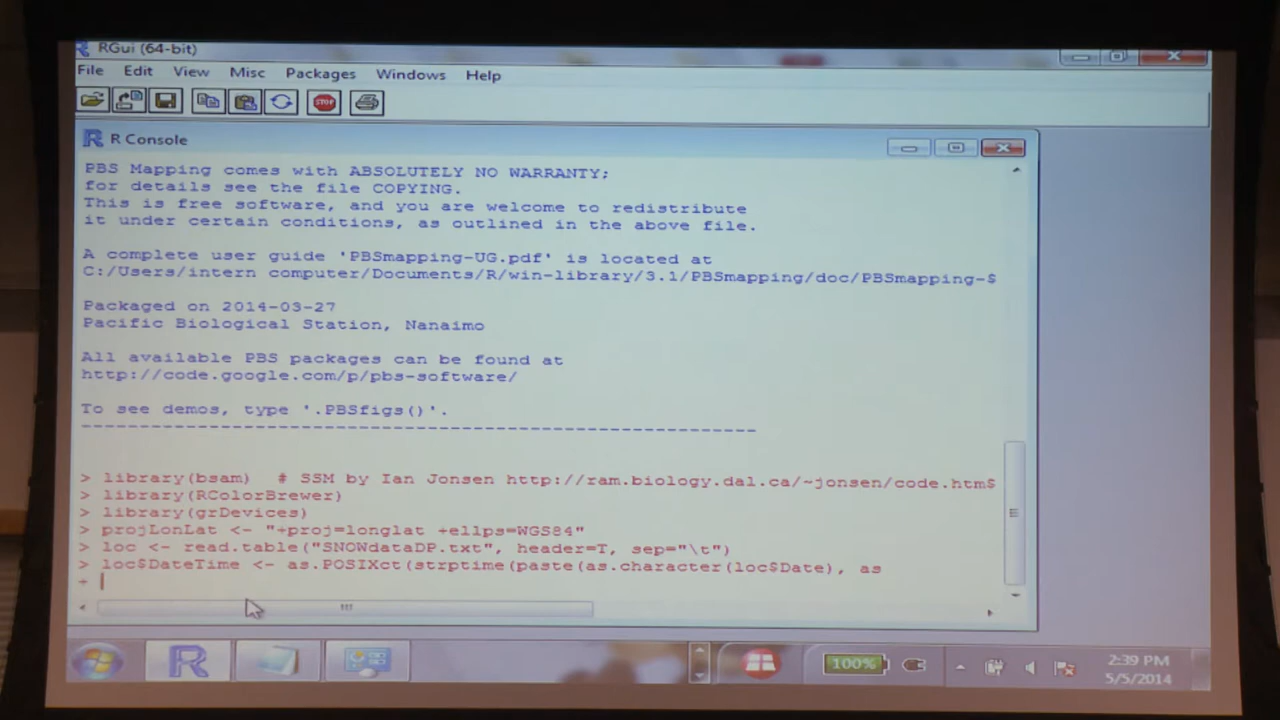 RGui (64-bit)
File Edit View Misc Packages Windows Help
STOP
R Console
PBS Mapping comes with ABSOLUTELY NO WARRANTY;
for details see the file COPYING.
This is free software, and you are welcome to redistribute
it under certain conditions, as outlined in the above file.
A complete user guide 'PBSmapping-UG.pdf' is located at
C:/Users/intern computer/Documents/R/win-library/3.1/PBSmapping/doc/PBSmapping-$
Packaged on 2014-03-27
Pacific Biological Station, Nanaimo
All available PBS packages can be found at
http://code.google.com/p/pbs-software/
To see demos, type '.PBSfigs()'.
-----------------------------------------------------------
> library(bsam)  # SSM by Ian Jonsen http://ram.biology.dal.ca/~jonsen/code.htm$
> library(RColorBrewer)
> library(grDevices)
> projLonLat <- "+proj=longlat +ellps=WGS84"
> loc <- read.table("SNOWdataDP.txt", header=T, sep="\t")
> loc$DateTime <- as.POSIXct(strptime(paste(as.character(loc$Date), as
+
R
100%
2:39 PM
5/5/2014